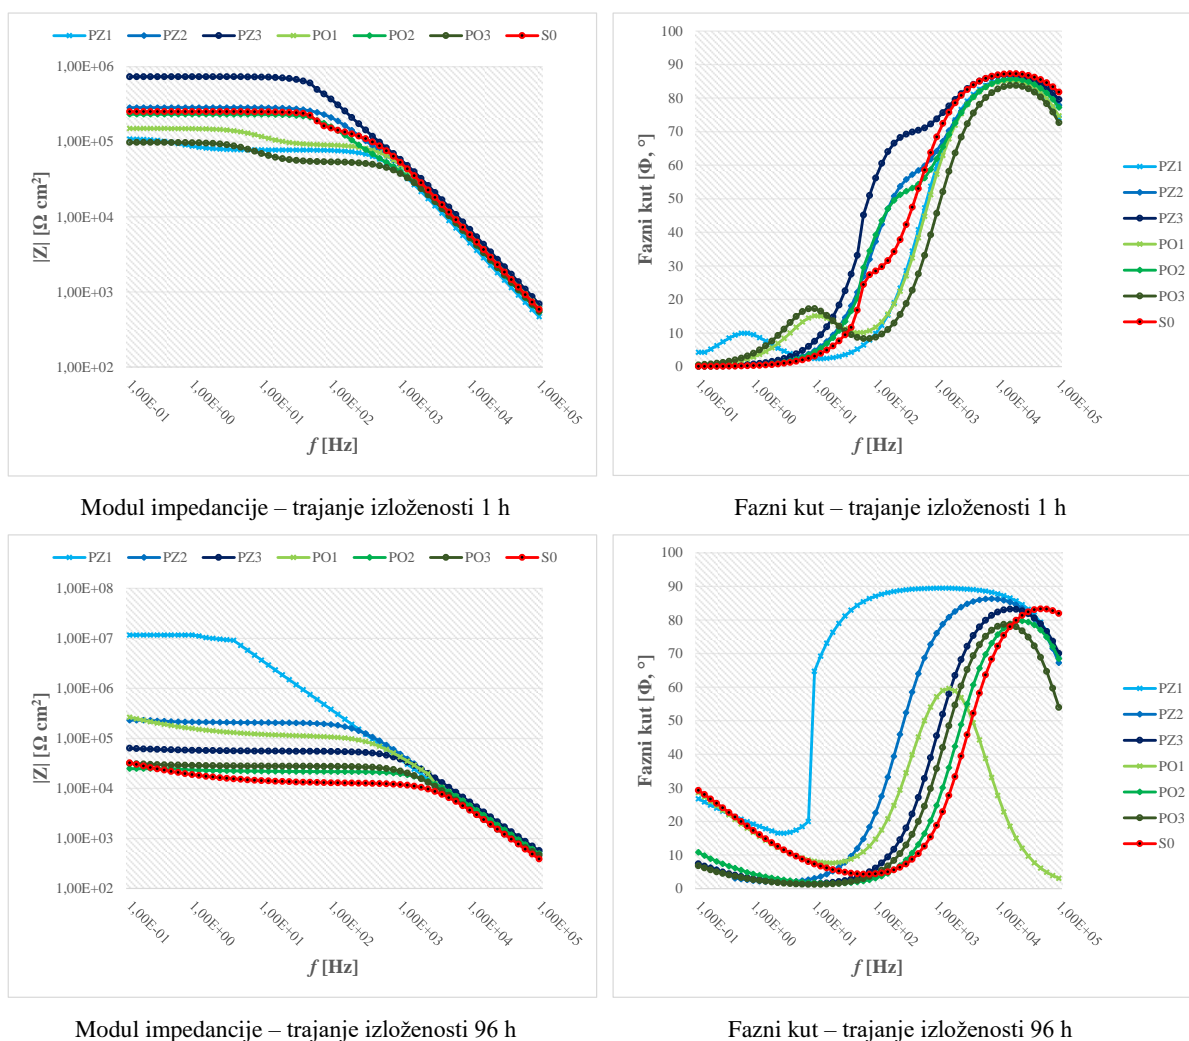 PZ1 PZ2 PZ3 PO1 PO2 PO3 S0
1,00E+06
1,00E+05
1,00E+04
1,00E+03
1,00E+02
|Z| [Ω cm²]
1,00E-01 1,00E+00 1,00E+01 1,00E+02 1,00E+03 1,00E+04 1,00E+05
f [Hz]
Modul impedancije – trajanje izloženosti 1 h
100
90
80
70
60
50
40
30
20
10
0
Fazni kut [Φ, °]
1,00E-01 1,00E+00 1,00E+01 1,00E+02 1,00E+03 1,00E+04 1,00E+05
f [Hz]
PZ1
PZ2
PZ3
PO1
PO2
PO3
S0
Fazni kut – trajanje izloženosti 1 h
PZ1 PZ2 PZ3 PO1 PO2 PO3 S0
1,00E+08
1,00E+07
1,00E+06
1,00E+05
1,00E+04
1,00E+03
1,00E+02
|Z| [Ω cm²]
1,00E-01 1,00E+00 1,00E+01 1,00E+02 1,00E+03 1,00E+04 1,00E+05
f [Hz]
Modul impedancije – trajanje izloženosti 96 h
100
90
80
70
60
50
40
30
20
10
0
Fazni kut [Φ, °]
1,00E-01 1,00E+00 1,00E+01 1,00E+02 1,00E+03 1,00E+04 1,00E+05
f [Hz]
PZ1
PZ2
PZ3
PO1
PO2
PO3
S0
Fazni kut – trajanje izloženosti 96 h